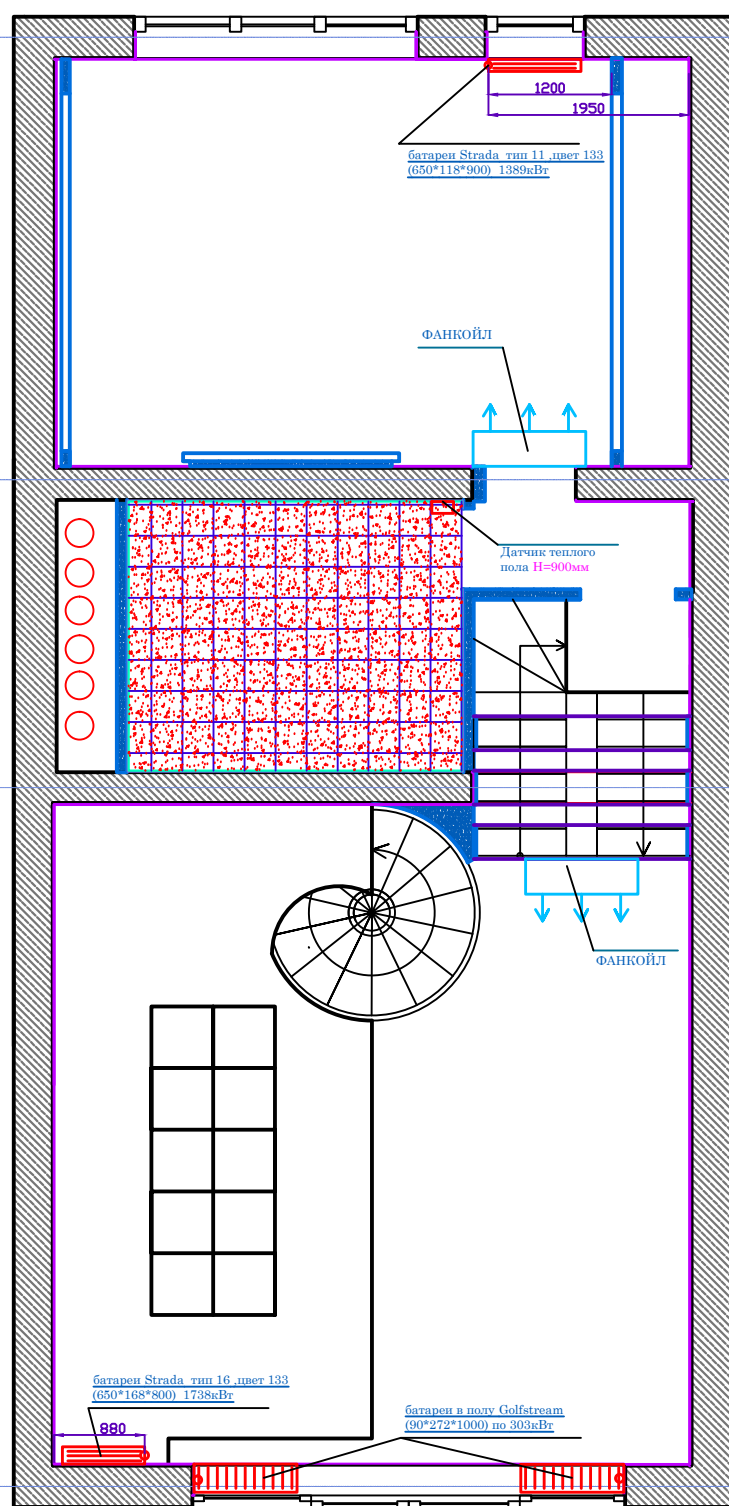 1200
1950
батареи Strada тип 11 ,цвет 133
(650*118*900) 1389кВт
ФАНКОЙЛ
Датчик теплого
пола H=900мм
ФАНКОЙЛ
батареи Strada тип 16 ,цвет 133
(650*168*800) 1738кВт
880
батареи в полу Golfstream
(90*272*1000) по 303кВт